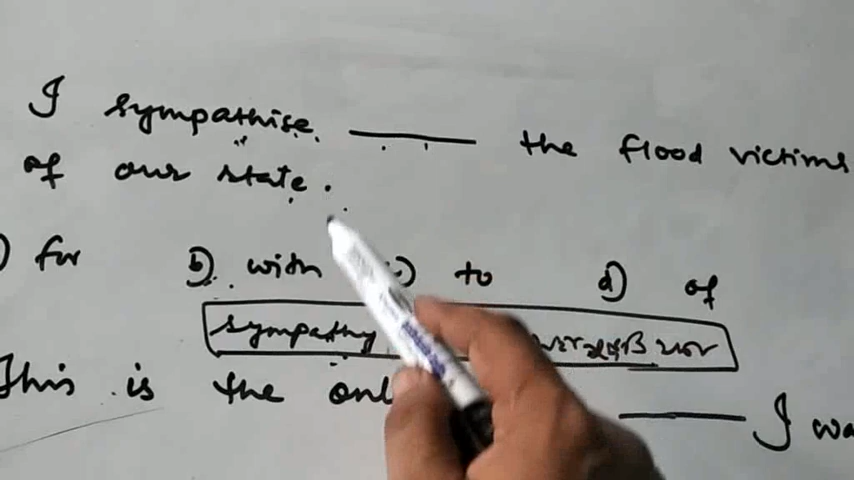 I sympathise ______ the flood victims
of our state.
) for b) with c) to d) of
sympathy
This is the onl ______ I wa